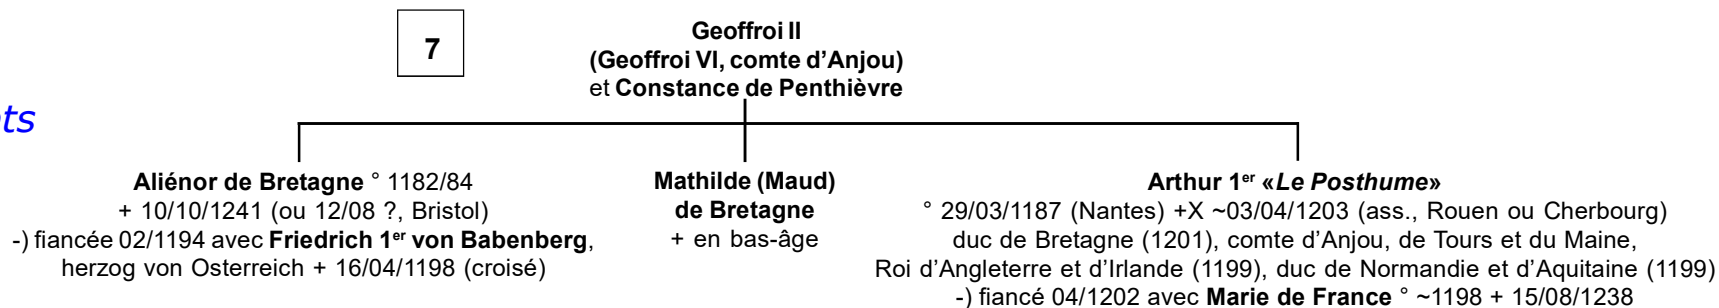 7
Geoffroi II
(Geoffroi VI, comte d’Anjou)
et Constance de Penthièvre
Aliénor de Bretagne ° 1182/84
+ 10/10/1241 (ou 12/08 ?, Bristol)
-) fiancée 02/1194 avec Friedrich 1er von Babenberg,
herzog von Osterreich + 16/04/1198 (croisé)
Mathilde (Maud)
de Bretagne
+ en bas-âge
Arthur 1er «Le Posthume»
° 29/03/1187 (Nantes) +X ~03/04/1203 (ass., Rouen ou Cherbourg)
duc de Bretagne (1201), comte d’Anjou, de Tours et du Maine,
Roi d’Angleterre et d’Irlande (1199), duc de Normandie et d’Aquitaine (1199)
-) fiancé 04/1202 avec Marie de France ° ~1198 + 15/08/1238